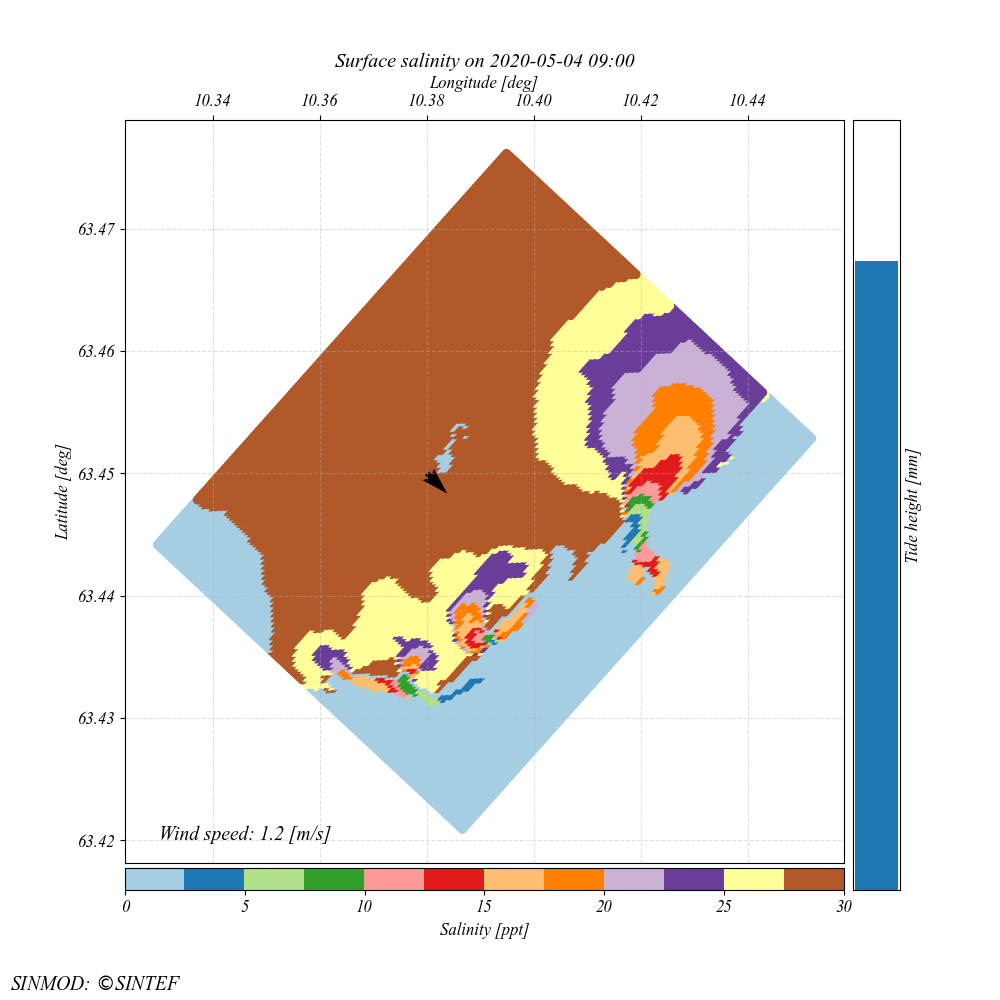 Surface salinity on 2020-05-04 09:00
Longitude [deg]
10.34 10.36 10.38 10.40 10.42 10.44
63.47
63.46
63.45
63.44
63.43
63.42
Latitude [deg]
Tide height [mm]
Wind speed: 1.2 [m/s]
0 5 10 15 20 25 30
Salinity [ppt]
SINMOD: ©SINTEF